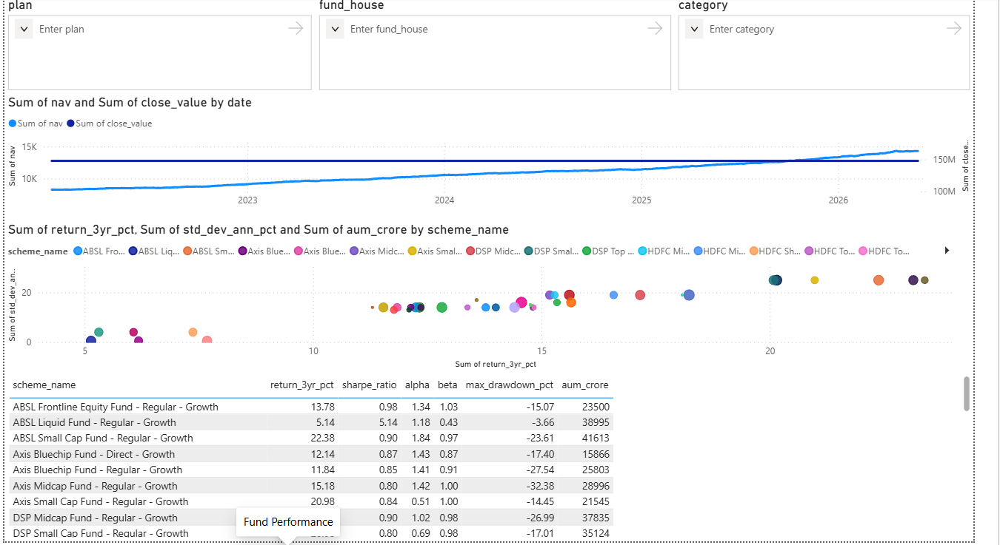 plan fund_house category
Enter plan Enter fund_house Enter category
Sum of nav and Sum of close_value by date
Sum of nav Sum of close_value
Sum of nav
15K
10K
150M
100M
Sum of close...
2023 2024 2025 2026
Sum of return_3yr_pct, Sum of std_dev_ann_pct and Sum of aum_crore by scheme_name
scheme_name ABSL Fro... ABSL Liq... ABSL Sm... Axis Blue... Axis Blue... Axis Midc... Axis Smal... DSP Midc... DSP Smal... DSP Top ... HDFC Mi... HDFC Mi... HDFC Sh... HDFC To... HDFC To...
Sum of std_dev_an...
20
0
5 10 15 20
Sum of return_3yr_pct
scheme_name return_3yr_pct sharpe_ratio alpha beta max_drawdown_pct aum_crore
ABSL Frontline Equity Fund - Regular - Growth 13.78 0.98 1.34 1.03 -15.07 23500
ABSL Liquid Fund - Regular - Growth 5.14 5.14 1.18 0.43 -3.66 38995
ABSL Small Cap Fund - Regular - Growth 22.38 0.90 1.84 0.97 -23.61 41613
Axis Bluechip Fund - Direct - Growth 12.14 0.87 1.43 0.87 -17.40 15866
Axis Bluechip Fund - Regular - Growth 11.84 0.85 1.41 0.91 -27.54 25803
Axis Midcap Fund - Regular - Growth 15.18 0.80 1.42 1.00 -32.38 28996
Axis Small Cap Fund - Regular - Growth 20.98 0.84 0.51 1.00 -14.45 21545
DSP Midcap Fund - Regular - Growth 0.90 1.02 0.98 -26.99 37835
DSP Small Cap Fund - Regular - Growth 0.80 0.69 0.98 -17.01 35124
Fund Performance